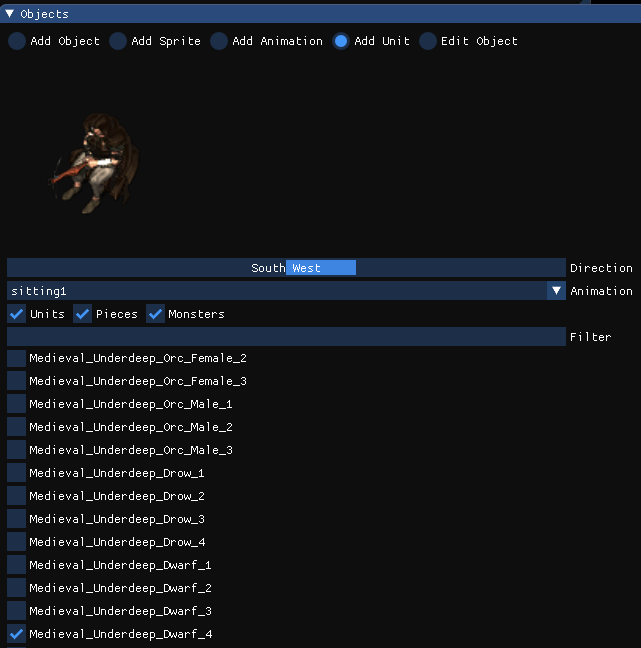 Objects
Add Object Add Sprite Add Animation Add Unit Edit Object
South West Direction
sitting1 Animation
Units Pieces Monsters
Filter
Medieval_Underdeep_Orc_Female_2
Medieval_Underdeep_Orc_Female_3
Medieval_Underdeep_Orc_Male_1
Medieval_Underdeep_Orc_Male_2
Medieval_Underdeep_Orc_Male_3
Medieval_Underdeep_Drow_1
Medieval_Underdeep_Drow_2
Medieval_Underdeep_Drow_3
Medieval_Underdeep_Drow_4
Medieval_Underdeep_Dwarf_1
Medieval_Underdeep_Dwarf_2
Medieval_Underdeep_Dwarf_3
Medieval_Underdeep_Dwarf_4